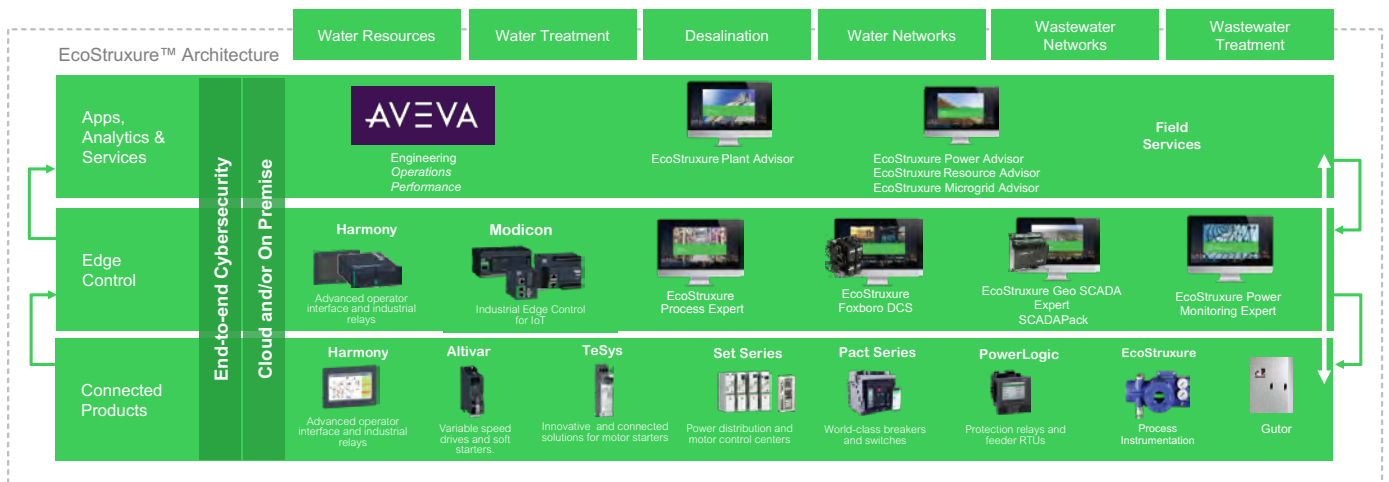 Water Resources
Water Treatment
Desalination
Water Networks
Wastewater
Networks
Wastewater
Treatment
EcoStruxure™ Architecture
Apps,
Analytics &
Services
End-to-end Cybersecurity
Cloud and/or On Premise
AVEVA
Engineering
Operations
Performance
EcoStruxure Plant Advisor
EcoStruxure Power Advisor
EcoStruxure Resource Advisor
EcoStruxure Microgrid Advisor
Field
Services
Edge
Control
Harmony
Advanced operator
interface and industrial
relays
Modicon
Industrial Edge Control
for IoT
EcoStruxure
Process Expert
EcoStruxure
Foxboro DCS
EcoStruxure Geo SCADA
Expert
SCADAPack
EcoStruxure Power
Monitoring Expert
Connected
Products
Harmony
Advanced operator
interface and industrial
relays
Altivar
Variable speed
drives and soft
starters.
TeSys
Innovative and connected
solutions for motor starters
Set Series
Power distribution and
motor control centers
Pact Series
World-class breakers
and switches
PowerLogic
Protection relays and
feeder RTUs
EcoStruxure
Process
Instrumentation
Gutor